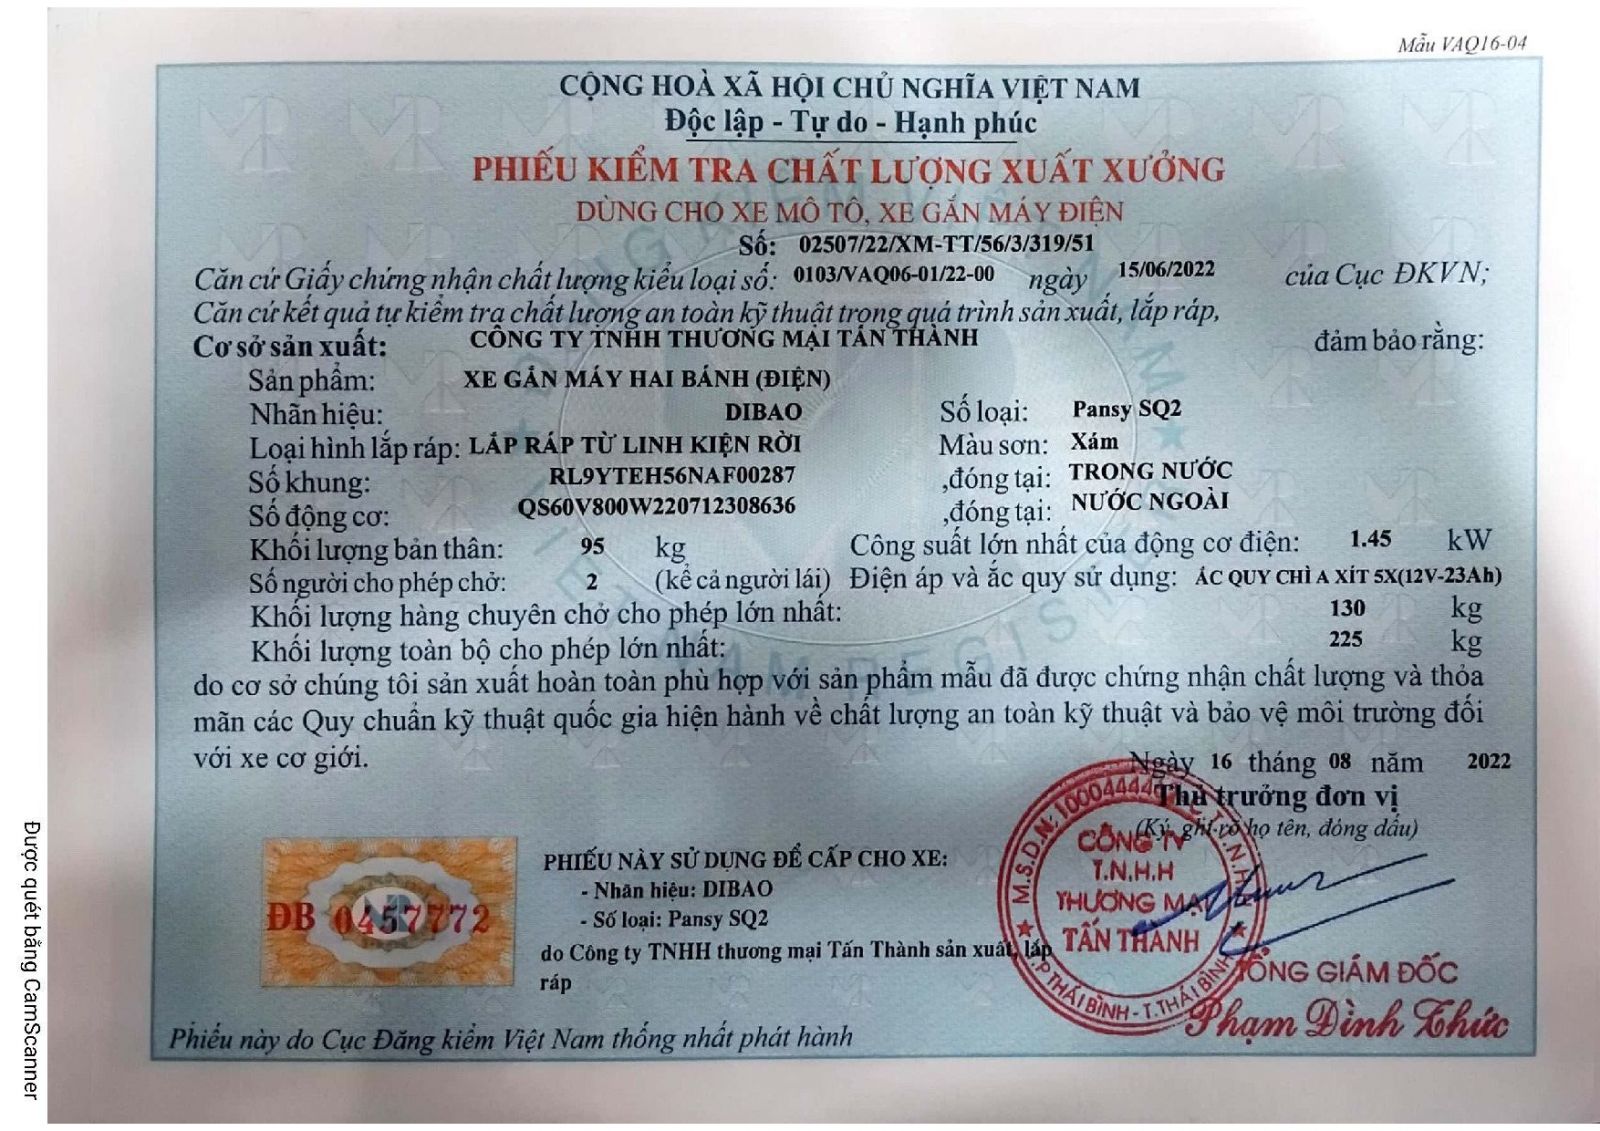 Mẫu VAQ16-04
CỘNG HOÀ XÃ HỘI CHỦ NGHĨA VIỆT NAM
Độc lập - Tự do - Hạnh phúc
PHIẾU KIỂM TRA CHẤT LƯỢNG XUẤT XƯỞNG
DÙNG CHO XE MÔ TÔ, XE GẮN MÁY ĐIỆN
Số: 02507/22/XM-TT/56/3/319/51
Căn cứ Giấy chứng nhận chất lượng kiểu loại số: 0103/VAQ06-01/22-00 ngày 15/06/2022 của Cục ĐKVN;
Căn cứ kết quả tự kiểm tra chất lượng an toàn kỹ thuật trong quá trình sản xuất, lắp ráp,
Cơ sở sản xuất: CÔNG TY TNHH THƯƠNG MẠI TẤN THÀNH đảm bảo rằng:
Sản phẩm: XE GẮN MÁY HAI BÁNH (ĐIỆN)
Nhãn hiệu: DIBAO Số loại: Pansy SQ2
Loại hình lắp ráp: LẮP RÁP TỪ LINH KIỆN RỜI Màu sơn: Xám
Số khung: RL9YTEH56NAF00287 ,đóng tại: TRONG NƯỚC
Số động cơ: QS60V800W220712308636 ,đóng tại: NƯỚC NGOÀI
Khối lượng bản thân: 95 kg Công suất lớn nhất của động cơ điện: 1.45 kW
Số người cho phép chở: 2 (kể cả người lái) Điện áp và ắc quy sử dụng: ẮC QUY CHÌ A XÍT 5X(12V-23Ah)
Khối lượng hàng chuyên chở cho phép lớn nhất: 130 kg
Khối lượng toàn bộ cho phép lớn nhất: 225 kg
do cơ sở chúng tôi sản xuất hoàn toàn phù hợp với sản phẩm mẫu đã được chứng nhận chất lượng và thỏa
mãn các Quy chuẩn kỹ thuật quốc gia hiện hành về chất lượng an toàn kỹ thuật và bảo vệ môi trường đối
với xe cơ giới.
Ngày 16 tháng 08 năm 2022
Thủ trưởng đơn vị
(Ký, ghi rõ họ tên, đóng dấu)
CÔNG TY
T.N.H.H
THƯƠNG MẠI
TẤN THÀNH
T.P THÁI BÌNH - T.THÁI BÌNH
TỔNG GIÁM ĐỐC
Phạm Đình Thức
ĐB 0457772
PHIẾU NÀY SỬ DỤNG ĐỂ CẤP CHO XE:
- Nhãn hiệu: DIBAO
- Số loại: Pansy SQ2
do Công ty TNHH thương mại Tấn Thành sản xuất, lắp
ráp
Phiếu này do Cục Đăng kiểm Việt Nam thống nhất phát hành
Được quét bằng CamScanner